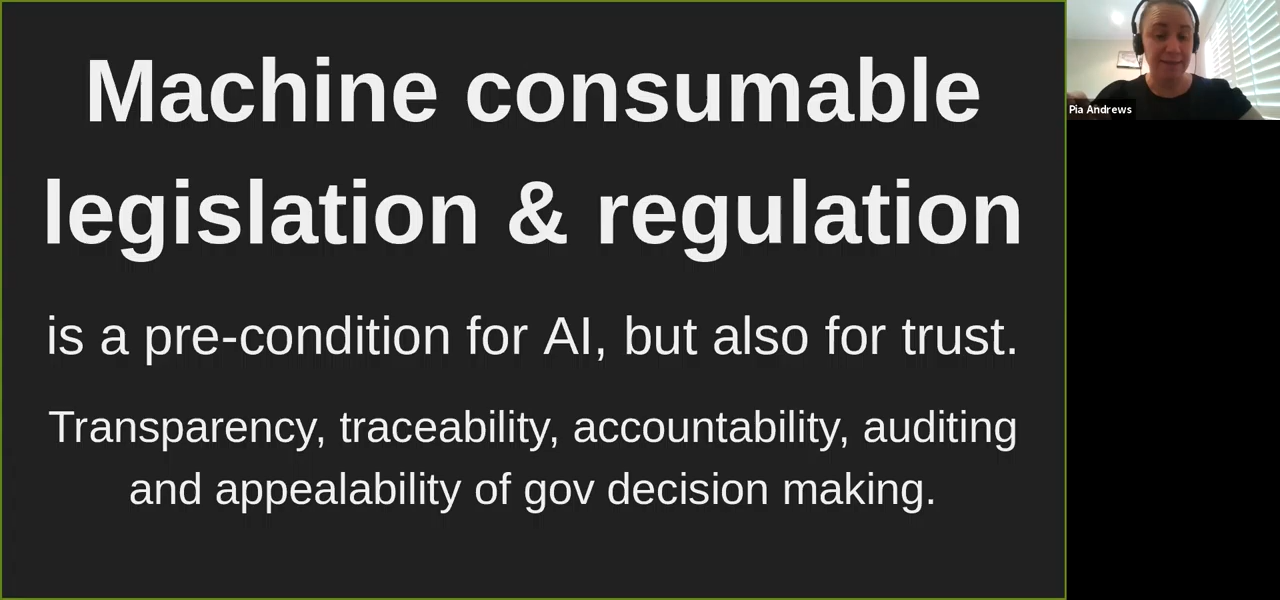 Machine consumable
legislation & regulation
is a pre-condition for AI, but also for trust.
Transparency, traceability, accountability, auditing
and appealability of gov decision making.
Pia Andrews